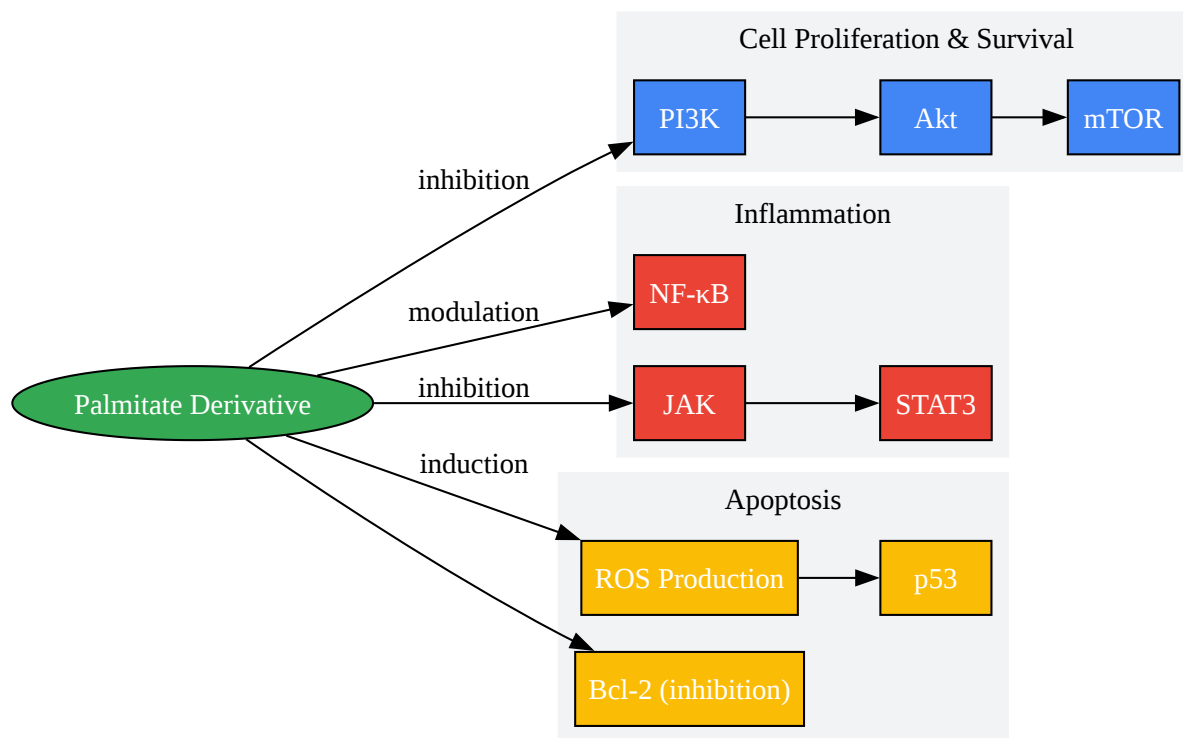 Cell Proliferation & Survival
PI3K
Akt
mTOR
inhibition
Inflammation
NF-κB
modulation
Palmitate Derivative
inhibition
JAK
STAT3
induction
Apoptosis
ROS Production
p53
Bcl-2 (inhibition)